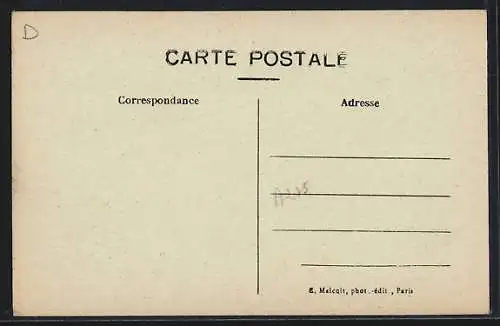 D
CARTE POSTALE
Correspondance
Adresse
E. Malcuit, phot.-édit., Paris